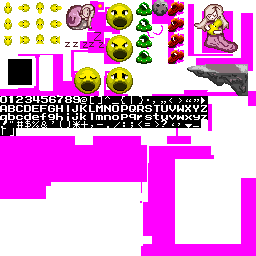 z z z
0123456789@[]^_{|}
ABCDEFGHIJKLMNOPQRSTUVWXYZ
abcdefghijklmnopqrstuvwxyz
!"#$%&'()*+,-./:;<=>?